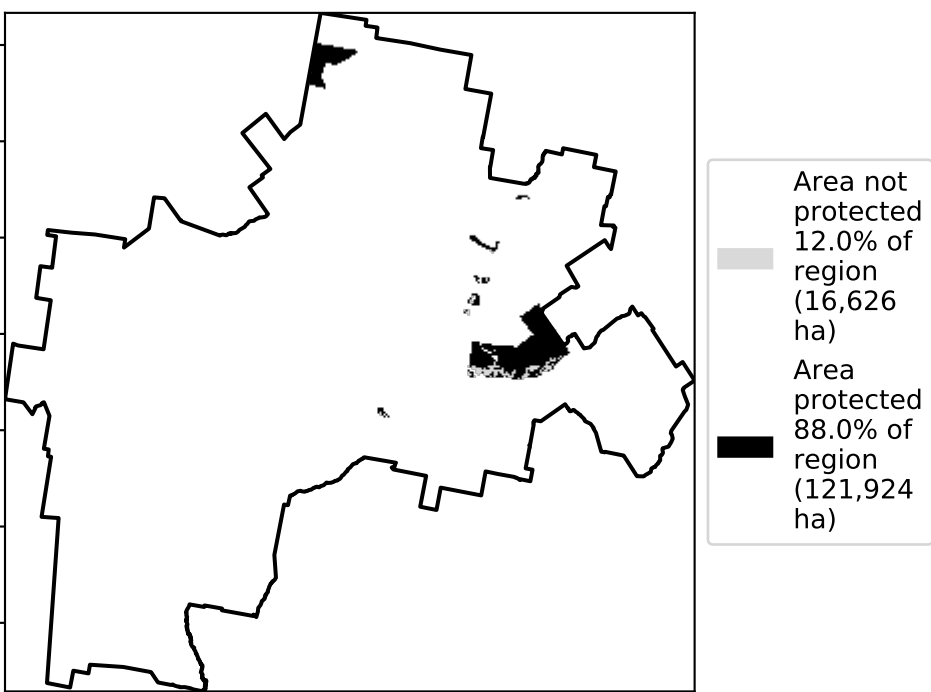 Area not
protected
12.0% of
region
(16,626
ha)
Area
protected
88.0% of
region
(121,924
ha)